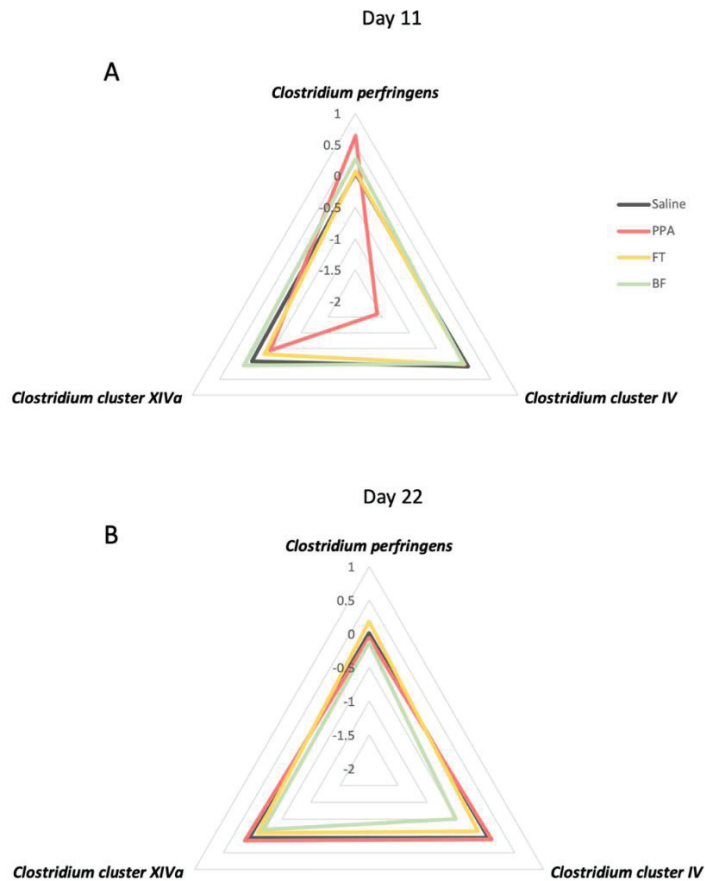 Day 11
A
Clostridium perfringens
1
0.5
0
-0.5
-1
-1.5
-2
Saline
PPA
FT
BF
Clostridium cluster XIVa
Clostridium cluster IV
Day 22
B
Clostridium perfringens
1
0.5
0
-0.5
-1
-1.5
-2
Clostridium cluster XIVa
Clostridium cluster IV